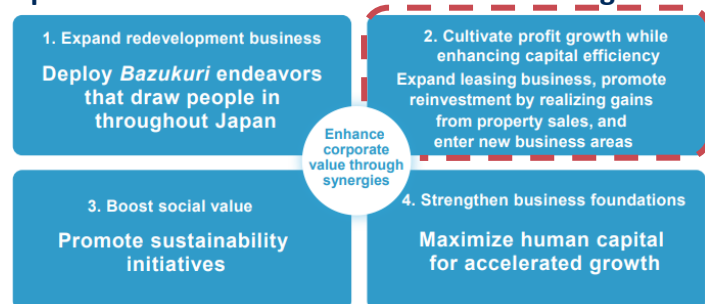 1. Expand redevelopment business
Deploy Bazukuri endeavors
that draw people in
throughout Japan
2. Cultivate profit growth while
enhancing capital efficiency
Expand leasing business, promote
reinvestment by realizing gains
from property sales, and
enter new business areas
Enhance
corporate
value through
synergies
3. Boost social value
Promote sustainability
initiatives
4. Strengthen business foundations
Maximize human capital
for accelerated growth